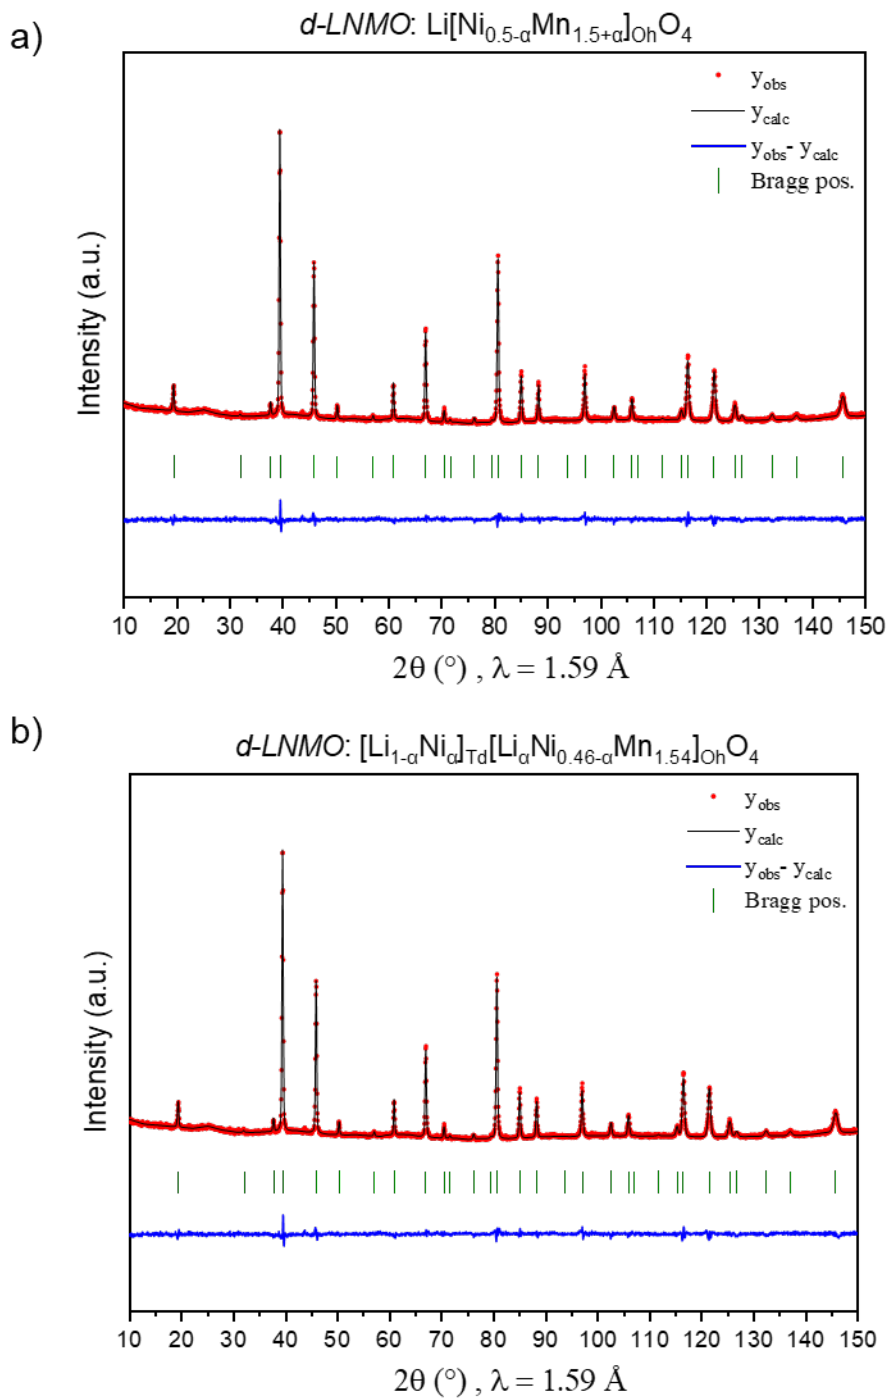 a)
d-LNMO: Li[Ni0.5-αMn1.5+α]OhO4
yobs
ycalc
yobs- ycalc
Bragg pos.
Intensity (a.u.)
10 20 30 40 50 60 70 80 90 100 110 120 130 140 150
2θ (°) , λ = 1.59 Å
b)
d-LNMO: [Li1-αNiα]Td[LiαNi0.46-αMn1.54]OhO4
yobs
ycalc
yobs- ycalc
Bragg pos.
Intensity (a.u.)
10 20 30 40 50 60 70 80 90 100 110 120 130 140 150
2θ (°) , λ = 1.59 Å